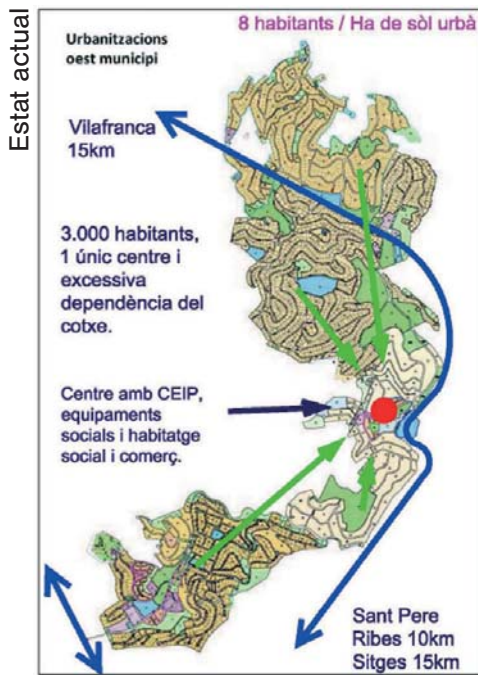 Estat actual
8 habitants / Ha de sòl urbà
Urbanitzacions
oest municipi
Vilafranca
15km
3.000 habitants,
1 únic centre i
excessiva
dependència del
cotxe.
Centre amb CEIP,
equipaments
socials i habitatge
social i comerç.
Sant Pere
Ribes 10km
Sitges 15km